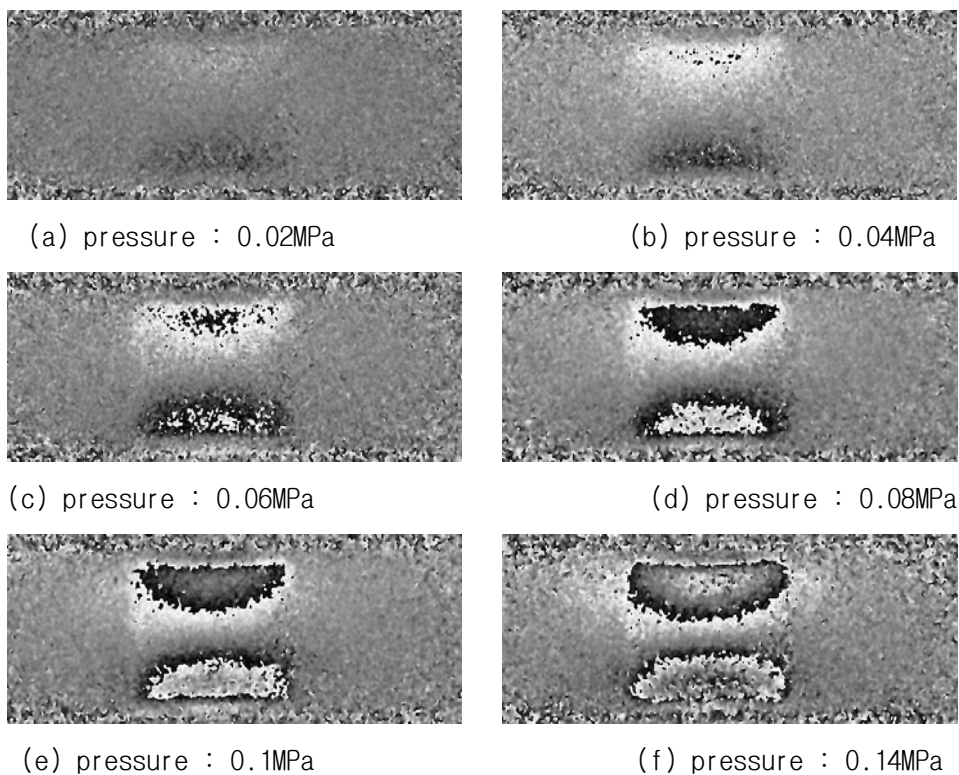 (a) pressure : 0.02MPa
(b) pressure : 0.04MPa
(c) pressure : 0.06MPa
(d) pressure : 0.08MPa
(e) pressure : 0.1MPa
(f) pressure : 0.14MPa